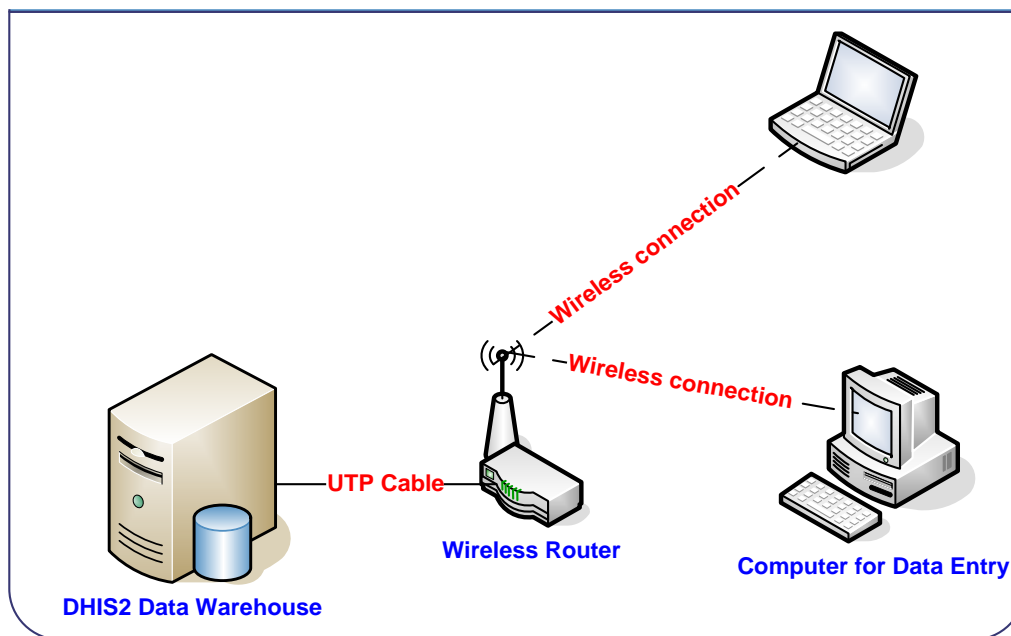 Wireless connection
Wireless connection
UTP Cable
Wireless Router
Computer for Data Entry
DHIS2 Data Warehouse